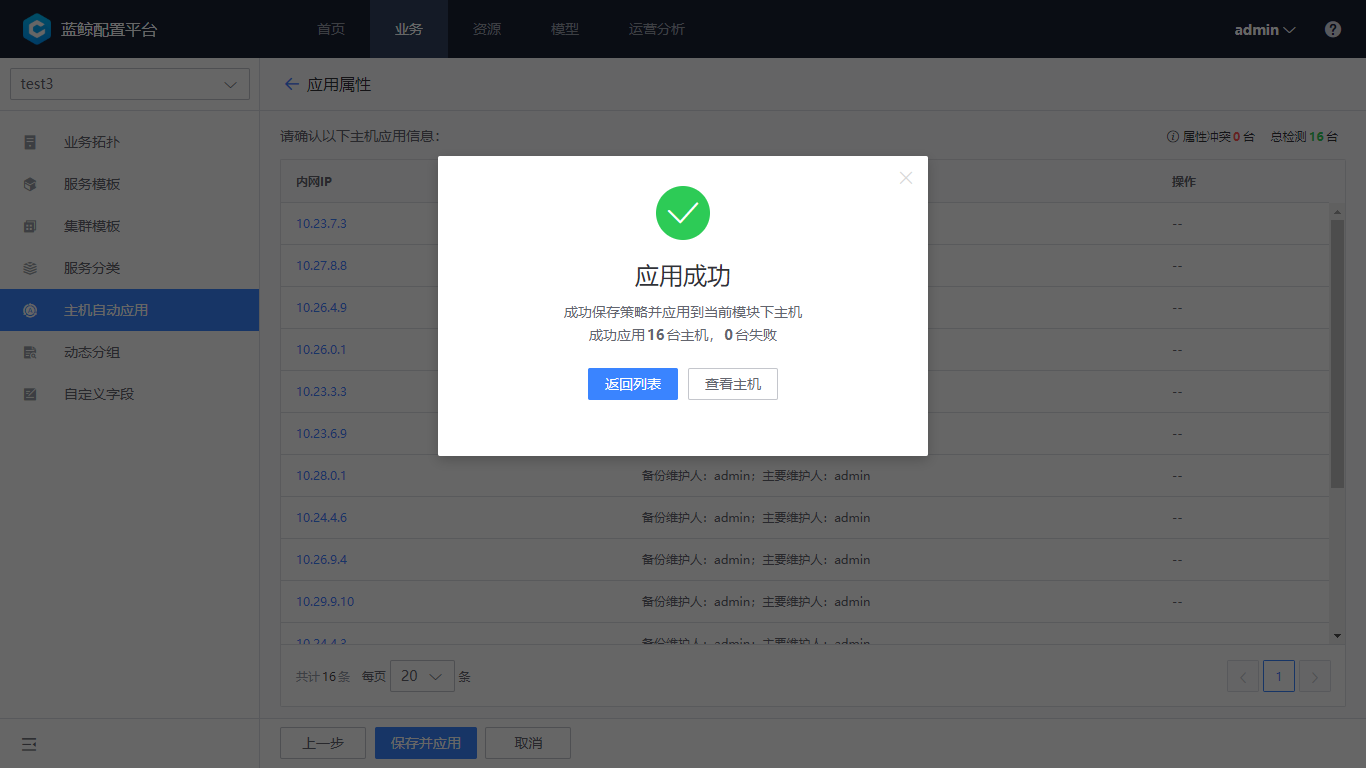 蓝鲸配置平台
首页
业务
资源
模型
运营分析
admin
test3
应用属性
业务拓扑
服务模板
集群模板
服务分类
主机自动应用
动态分组
自定义字段
请确认以下主机应用信息：
属性冲突 0 台 总检测 16 台
内网IP
操作
10.23.7.3
--
10.27.8.8
--
10.26.4.9
--
10.26.0.1
--
10.23.3.3
--
10.23.6.9
--
应用成功
成功保存策略并应用到当前模块下主机
成功应用 16 台主机，0 台失败
返回列表
查看主机
10.28.0.1 备份维护人：admin；主要维护人：admin --
10.24.4.6 备份维护人：admin；主要维护人：admin --
10.26.9.4 备份维护人：admin；主要维护人：admin --
10.29.9.10 备份维护人：admin；主要维护人：admin --
10.24.4.3 备份维护人：admin；主要维护人：admin
共计 16 条 每页 20 条
1
上一步
保存并应用
取消